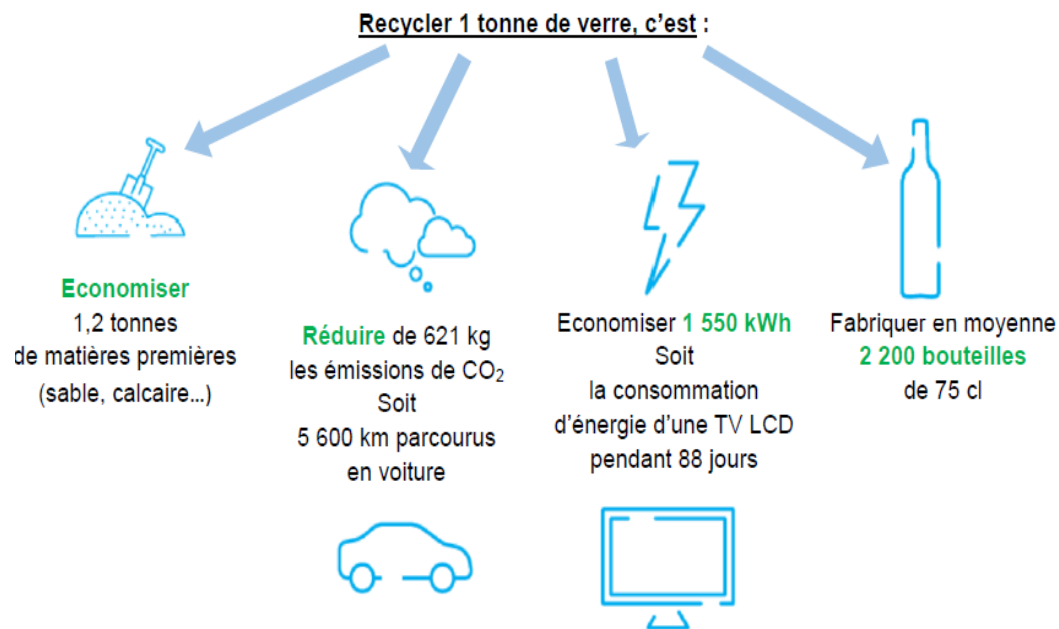 Recycler 1 tonne de verre, c'est :
Economiser
1,2 tonnes
de matières premières
(sable, calcaire...)
Réduire de 621 kg
les émissions de CO₂
Soit
5 600 km parcourus
en voiture
Economiser 1 550 kWh
Soit
la consommation
d'énergie d'une TV LCD
pendant 88 jours
Fabriquer en moyenne
2 200 bouteilles
de 75 cl